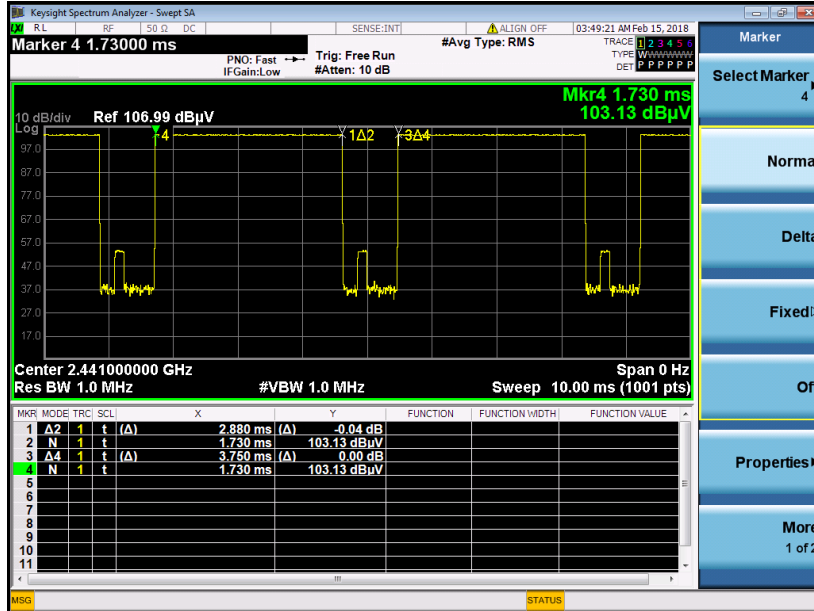 Keysight Spectrum Analyzer - Swept SA
LXI RL RF 50 Ω DC SENSE:INT ALIGN OFF 03:49:21 AM Feb 15, 2018
Marker 4 1.73000 ms
PNO: Fast
IFGain:Low
Trig: Free Run
#Atten: 10 dB
#Avg Type: RMS
TRACE 1 2 3 4 5 6
TYPE WWWWWW
DET P P P P P P
Mkr4 1.730 ms
103.13 dBµV
10 dB/div Ref 106.99 dBµV
Log
4 1Δ2 3Δ4
97.0
87.0
77.0
67.0
57.0
47.0
37.0
27.0
17.0
Center 2.441000000 GHz Span 0 Hz
Res BW 1.0 MHz #VBW 1.0 MHz Sweep 10.00 ms (1001 pts)
MKR MODE TRC SCL X Y FUNCTION FUNCTION WIDTH FUNCTION VALUE
1 Δ2 1 t (Δ) 2.880 ms (Δ) -0.04 dB
2 N 1 t 1.730 ms 103.13 dBµV
3 Δ4 1 t (Δ) 3.750 ms (Δ) 0.00 dB
4 N 1 t 1.730 ms 103.13 dBµV
5
6
7
8
9
10
11
MSG STATUS
Marker
Select Marker
4
Norma
Delta
Fixed
Of
Properties
More
1 of 2